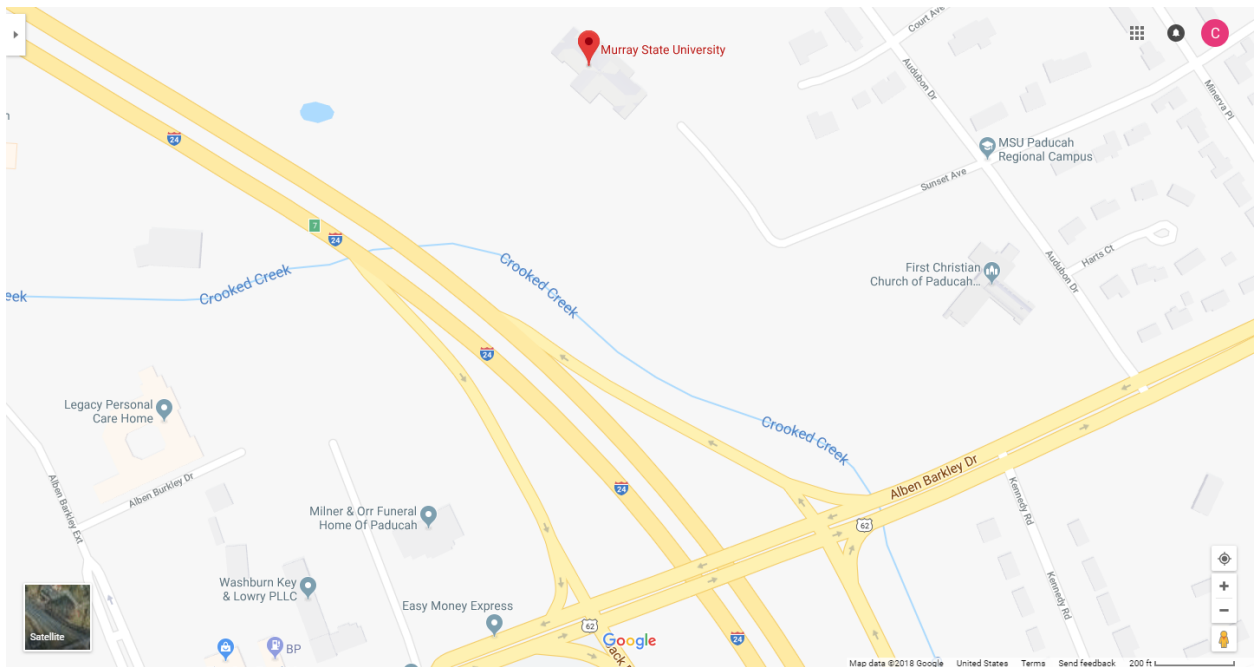 Murray State University
C
Court Ave
Audubon Dr
Minerva Pl
MSU Paducah
Regional Campus
Sunset Ave
24
7
24
Harts Ct
First Christian
Church of Paducah...
Audubon Dr
Crooked Creek
Crooked Creek
eek
24
Legacy Personal
Care Home
Crooked Creek
Alben Barkley Dr
Alben Barkley Ext
Alben Burkley Dr
24
62
Kennedy Rd
Milner & Orr Funeral
Home Of Paducah
Washburn Key
& Lowry PLLC
Easy Money Express
Kennedy Rd
Satellite
BP
62
Google
24
Map data ©2018 Google United States Terms Send feedback 200 ft